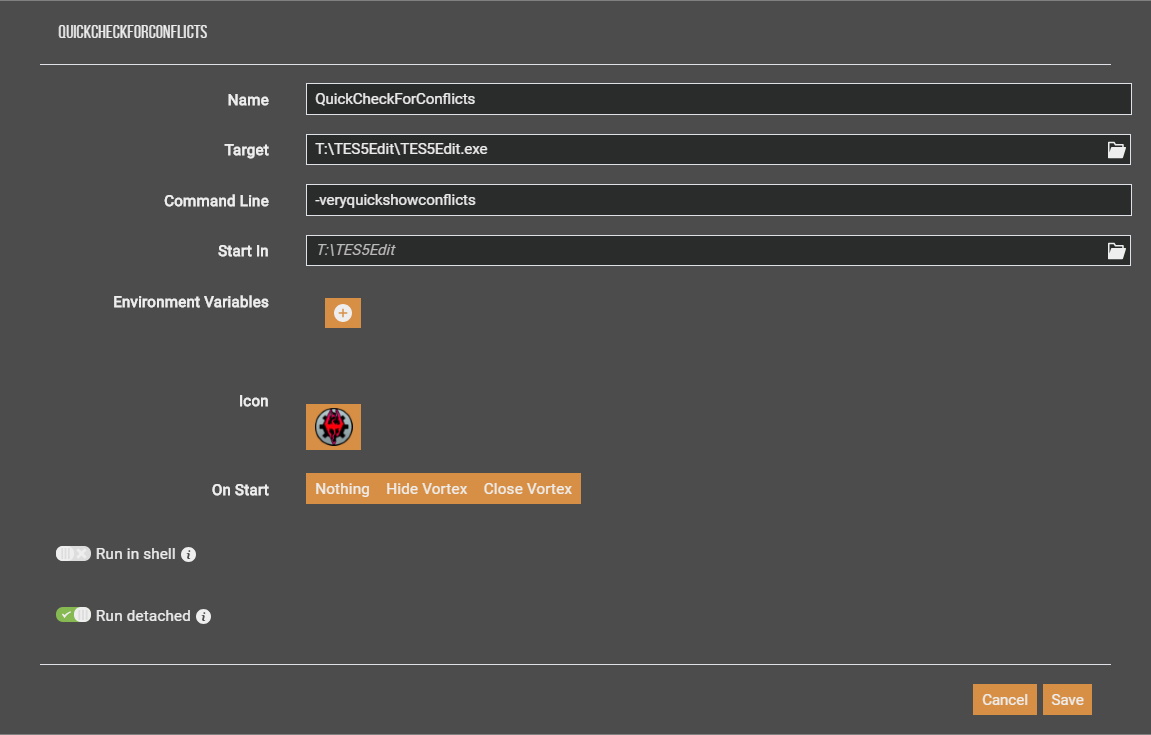 QUICKCHECKFORCONFLICTS
Name QuickCheckForConflicts
Target T:\TES5Edit\TES5Edit.exe
Command Line -veryquickshowconflicts
Start In T:\TES5Edit
Environment Variables
Icon
On Start Nothing Hide Vortex Close Vortex
Run in shell
Run detached
Cancel Save